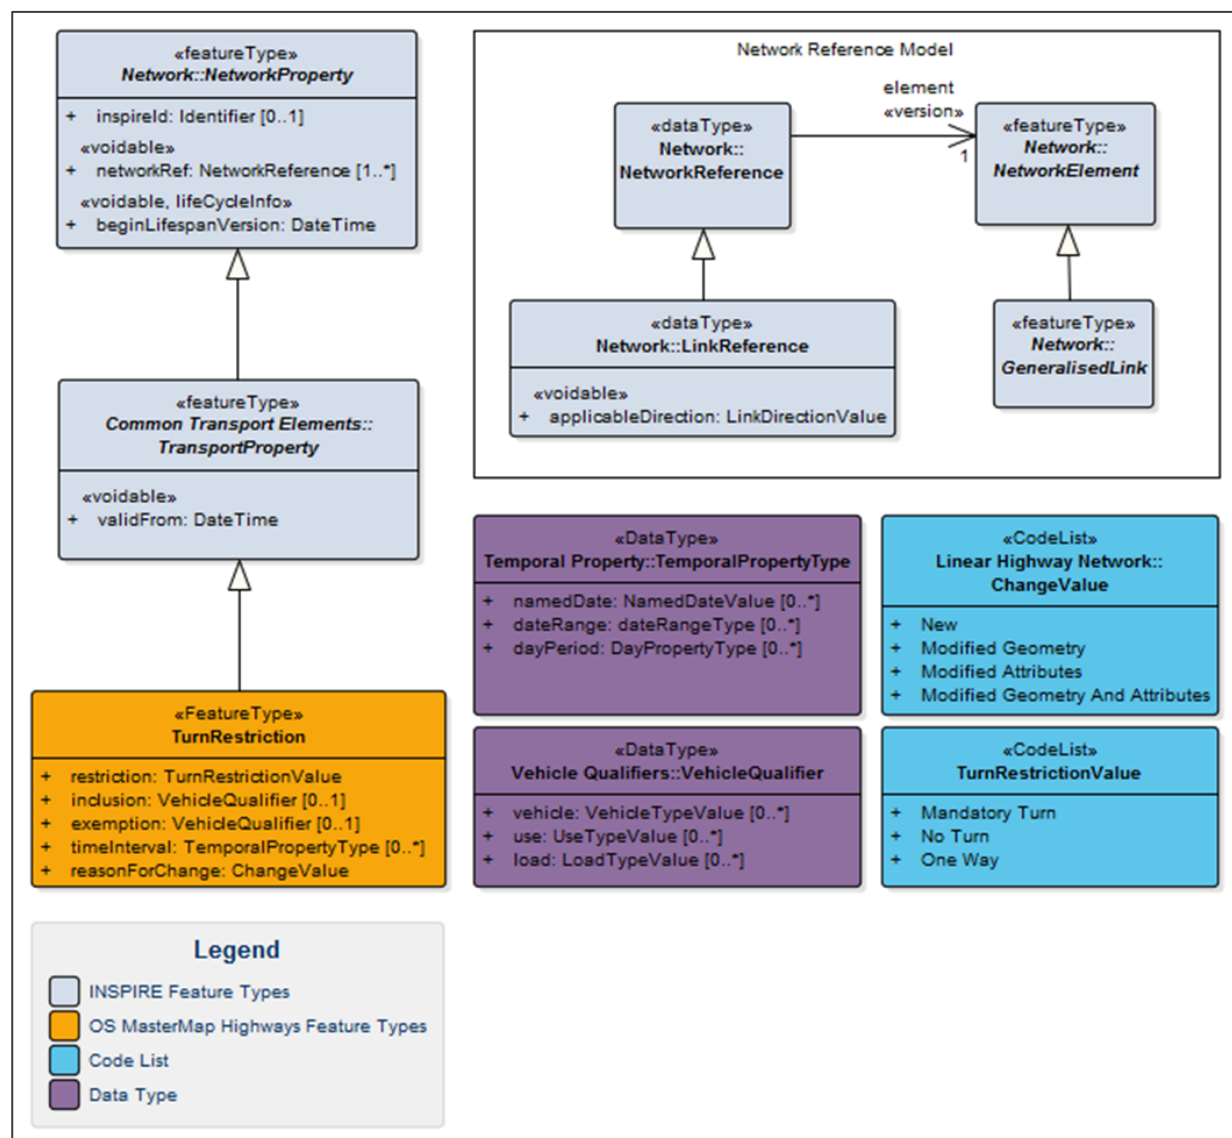 «featureType»
Network::NetworkProperty
+ inspireId: Identifier [0..1]
«voidable»
+ networkRef: NetworkReference [1..*]
«voidable, lifeCycleInfo»
+ beginLifespanVersion: DateTime
Network Reference Model
«dataType»
Network::
NetworkReference
element
«version»
1
«featureType»
Network::
NetworkElement
«dataType»
Network::LinkReference
«voidable»
+ applicableDirection: LinkDirectionValue
«featureType»
Network::
GeneralisedLink
«featureType»
Common Transport Elements::
TransportProperty
«voidable»
+ validFrom: DateTime
«DataType»
Temporal Property::TemporalPropertyType
+ namedDate: NamedDateValue [0..*]
+ dateRange: dateRangeType [0..*]
+ dayPeriod: DayPropertyType [0..*]
«CodeList»
Linear Highway Network::
ChangeValue
+ New
+ Modified Geometry
+ Modified Attributes
+ Modified Geometry And Attributes
«FeatureType»
TurnRestriction
+ restriction: TurnRestrictionValue
+ inclusion: VehicleQualifier [0..1]
+ exemption: VehicleQualifier [0..1]
+ timeInterval: TemporalPropertyType [0..*]
+ reasonForChange: ChangeValue
«DataType»
Vehicle Qualifiers::VehicleQualifier
+ vehicle: VehicleTypeValue [0..*]
+ use: UseTypeValue [0..*]
+ load: LoadTypeValue [0..*]
«CodeList»
TurnRestrictionValue
+ Mandatory Turn
+ No Turn
+ One Way
Legend
INSPIRE Feature Types
OS MasterMap Highways Feature Types
Code List
Data Type